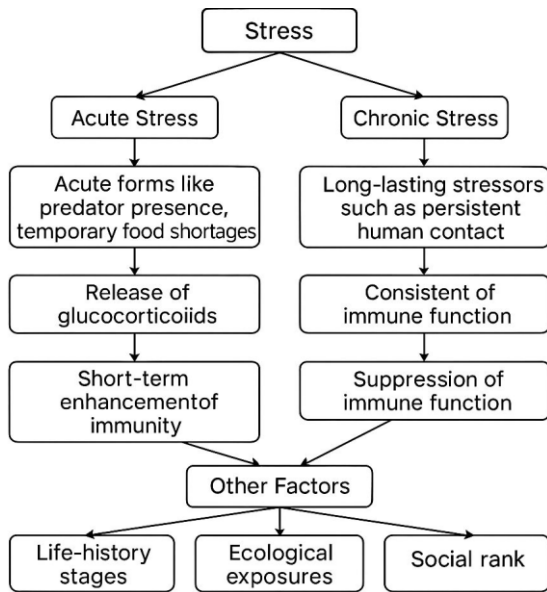 Stress
Acute Stress
Chronic Stress
Acute forms like
predator presence,
temporary food shortages
Long-lasting stressors
such as persistent
human contact
Release of
glucocorticoiids
Consistent of
immune function
Short-term
enhancementof
immunity
Suppression of
immune function
Other Factors
Life-history
stages
Ecological
exposures
Social rank